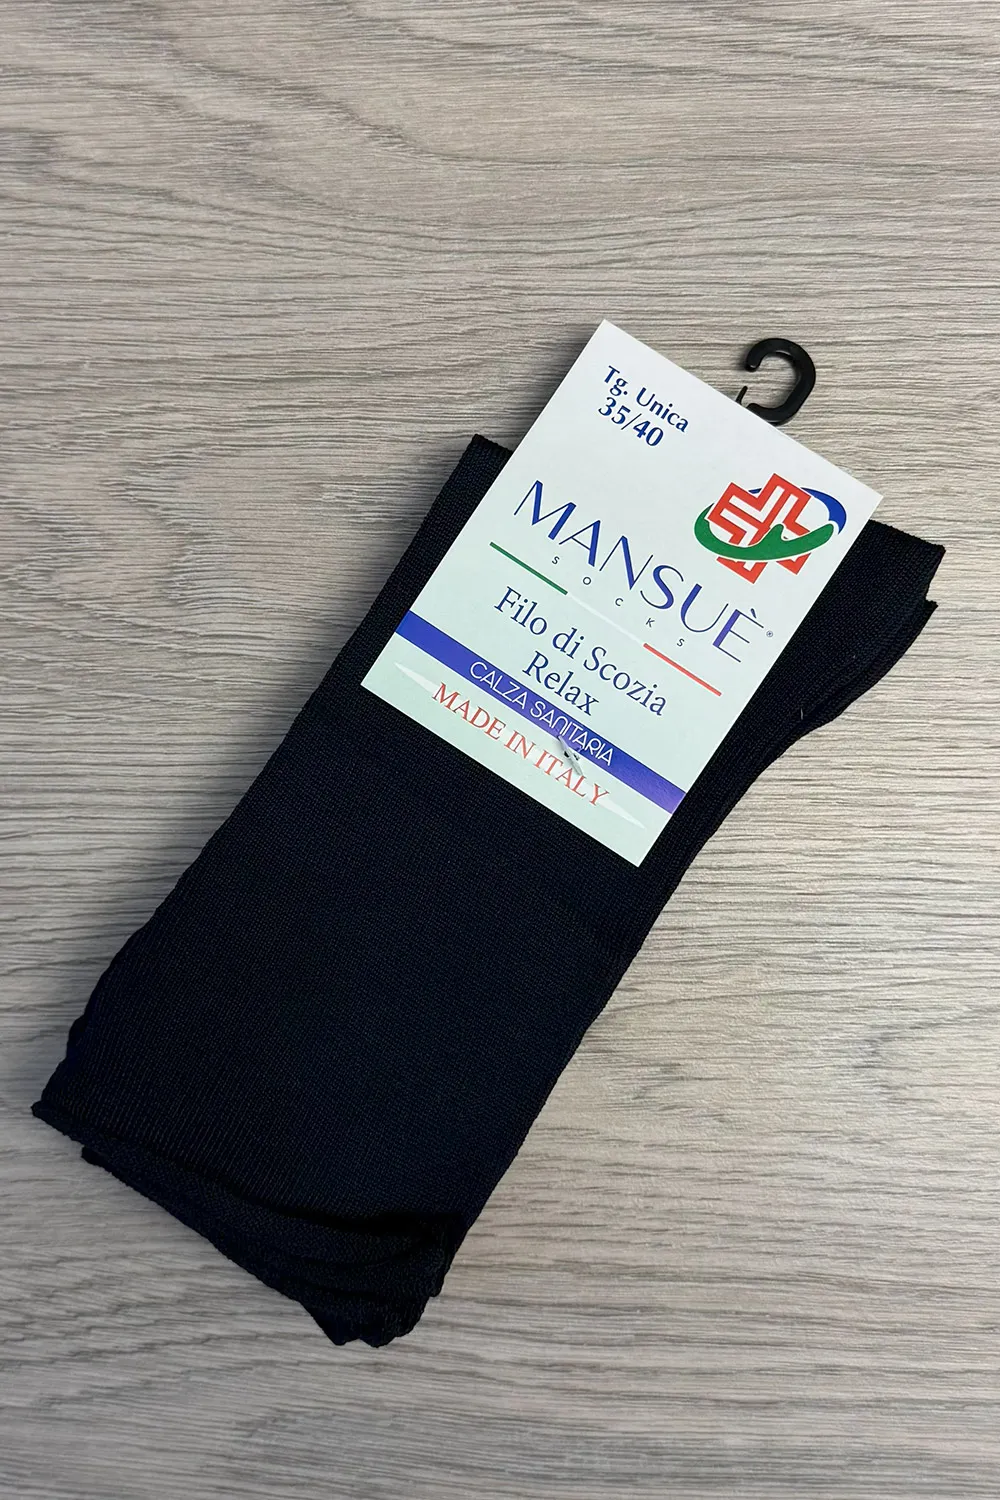 Tg. Unica
35/40
MANSUÈ®
SOCKS
Filo di Scozia
Relax
CALZA SANITARIA
MADE IN ITALY